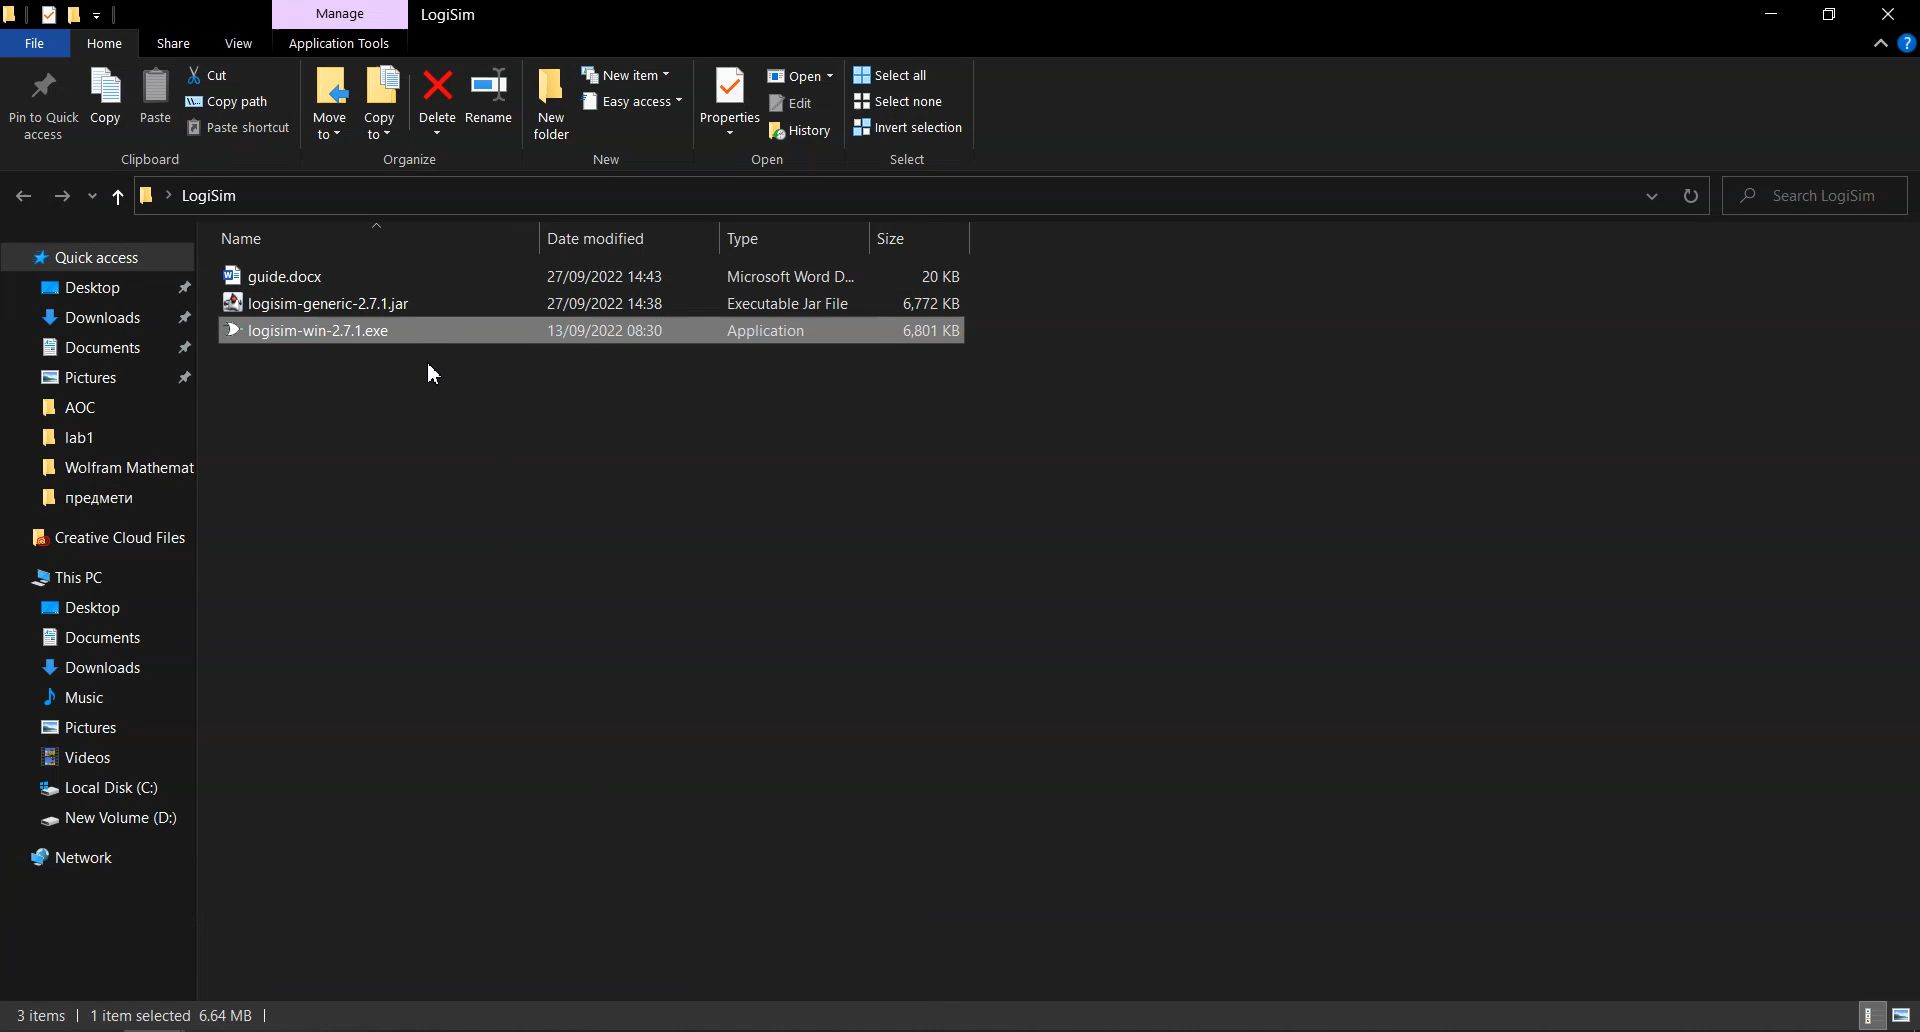 Manage LogiSim
File Home Share View Application Tools
Pin to Quick access
Copy
Paste
Cut
Copy path
Paste shortcut
Clipboard
Move to
Copy to
Delete
Rename
Organize
New folder
New item
Easy access
New
Properties
Open
Edit
History
Open
Select all
Select none
Invert selection
Select
LogiSim
Search LogiSim
Name Date modified Type Size
guide.docx 27/09/2022 14:43 Microsoft Word D... 20 KB
logisim-generic-2.7.1.jar 27/09/2022 14:38 Executable Jar File 6,772 KB
logisim-win-2.7.1.exe 13/09/2022 08:30 Application 6,801 KB
Quick access
Desktop
Downloads
Documents
Pictures
AOC
lab1
Wolfram Mathemat
предмети
Creative Cloud Files
This PC
Desktop
Documents
Downloads
Music
Pictures
Videos
Local Disk (C:)
New Volume (D:)
Network
3 items 1 item selected 6.64 MB